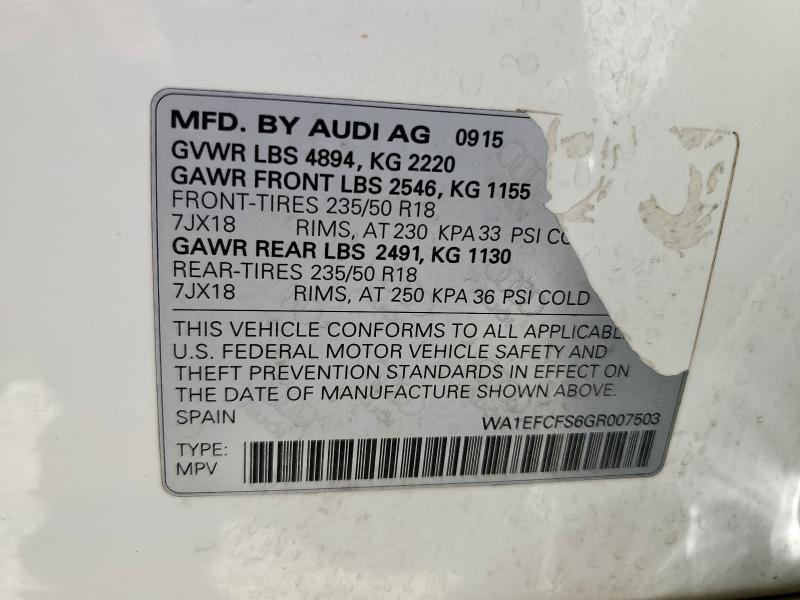 MFD. BY AUDI AG 0915
GVWR LBS 4894, KG 2220
GAWR FRONT LBS 2546, KG 1155
FRONT-TIRES 235/50 R18
7JX18 RIMS, AT 230 KPA 33 PSI
GAWR REAR LBS 2491, KG 1130
REAR-TIRES 235/50 R18
7JX18 RIMS, AT 250 KPA 36 PSI COLD
THIS VEHICLE CONFORMS TO ALL
U.S. FEDERAL MOTOR VEHICLE SAFETY AND
THEFT PREVENTION STANDARDS IN EFFECT ON
THE DATE OF MANUFACTURE SHOWN ABOVE.
SPAIN WA1EFCFS6GR007503
TYPE:
MPV